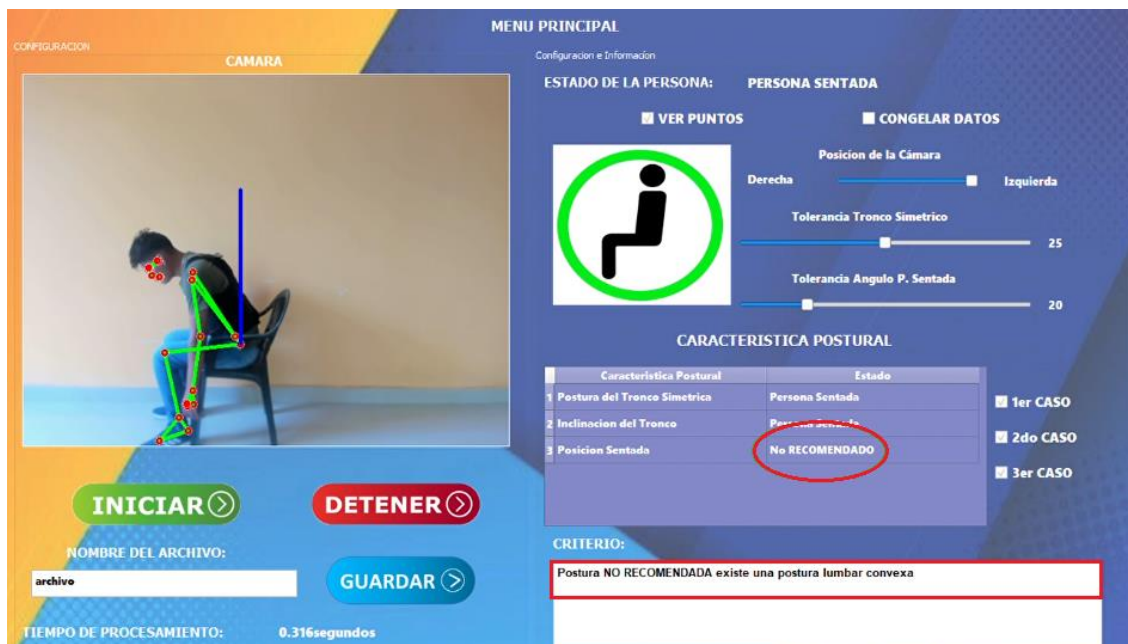 MENU PRINCIPAL
CONFIGURACION
CAMARA
INICIAR
DETENER
NOMBRE DEL ARCHIVO:
archivo
GUARDAR
TIEMPO DE PROCESAMIENTO: 0.316segundos
Configuracion e Informacion
ESTADO DE LA PERSONA: PERSONA SENTADA
VER PUNTOS CONGELAR DATOS
Posicion de la Cámara
Derecha Izquierda
Tolerancia Tronco Simetrico
25
Tolerancia Angulo P. Sentada
20
CARACTERISTICA POSTURAL
Caracteristica Postural Estado
1 Postura del Tronco Simetrica Persona Sentada
2 Inclinacion del Tronco Persona Sentada
3 Posicion Sentada No RECOMENDADO
1er CASO
2do CASO
3er CASO
CRITERIO:
Postura NO RECOMENDADA existe una postura lumbar convexa